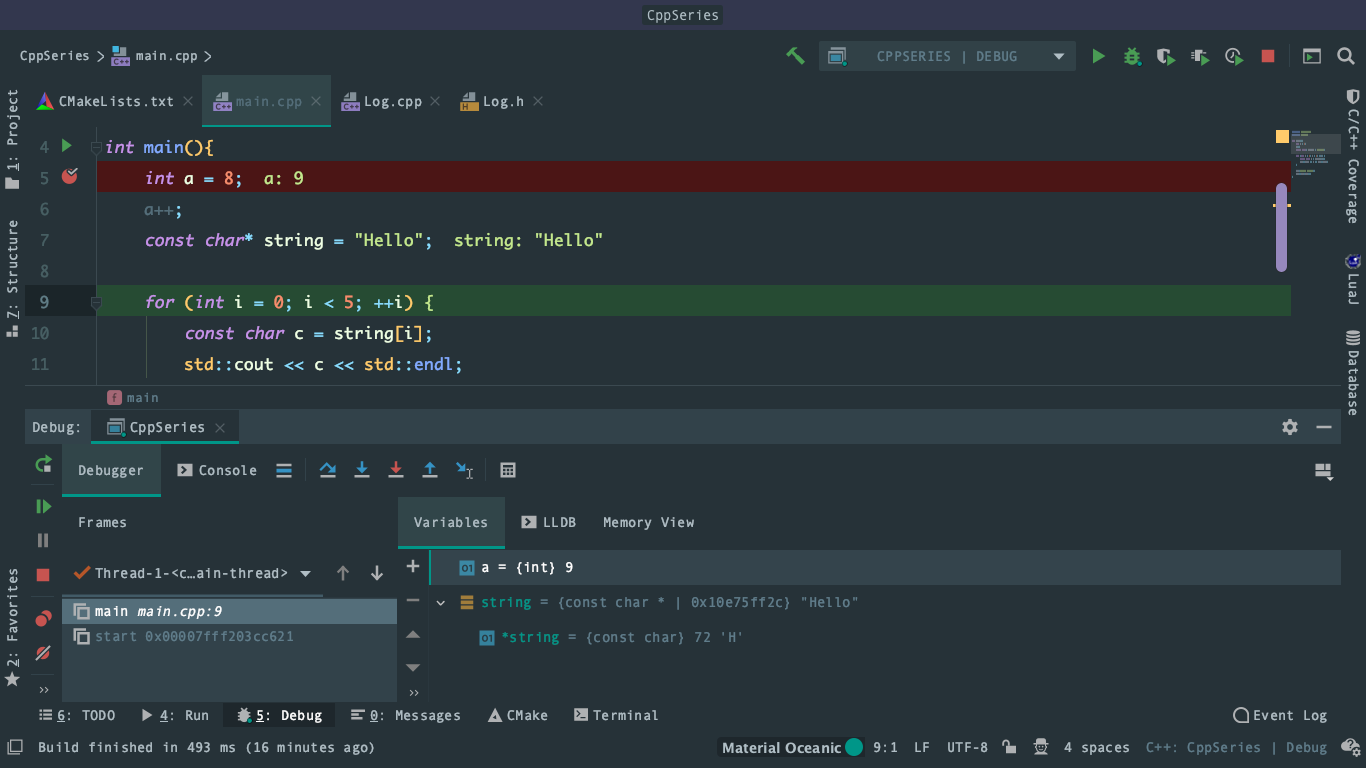 CppSeries
CppSeries > main.cpp >
CPPSERIES | DEBUG
CMakeLists.txt
main.cpp
Log.cpp
Log.h
1: Project
Z: Structure
2: Favorites
C/C++ Coverage
LuaJ
Database
4 int main(){
5 int a = 8; a: 9
6 a++;
7 const char* string = "Hello"; string: "Hello"
8
9 for (int i = 0; i < 5; ++i) {
10 const char c = string[i];
11 std::cout << c << std::endl;
f main
Debug: CppSeries
Debugger Console
Frames
Variables LLDB Memory View
Thread-1-<c...ain-thread>
main main.cpp:9
start 0x00007fff203cc621
01 a = {int} 9
string = {const char * | 0x10e75ff2c} "Hello"
01 *string = {const char} 72 'H'
6: TODO 4: Run 5: Debug 0: Messages CMake Terminal Event Log
Build finished in 493 ms (16 minutes ago) Material Oceanic 9:1 LF UTF-8 4 spaces C++: CppSeries | Debug